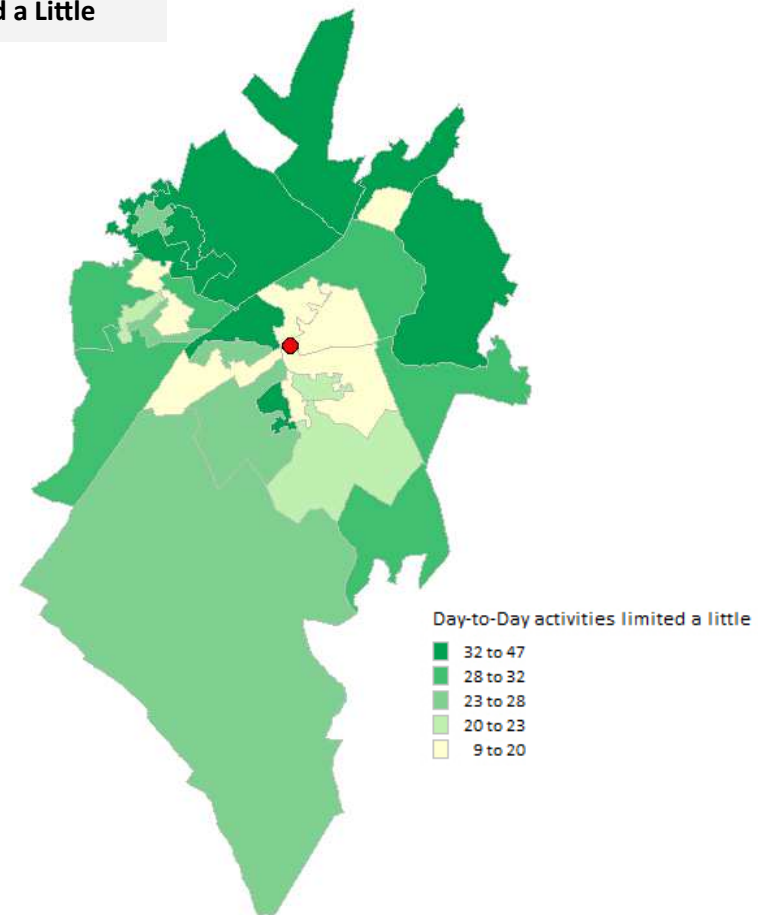 a Little
Day-to-Day activities limited a little
32 to 47
28 to 32
23 to 28
20 to 23
9 to 20